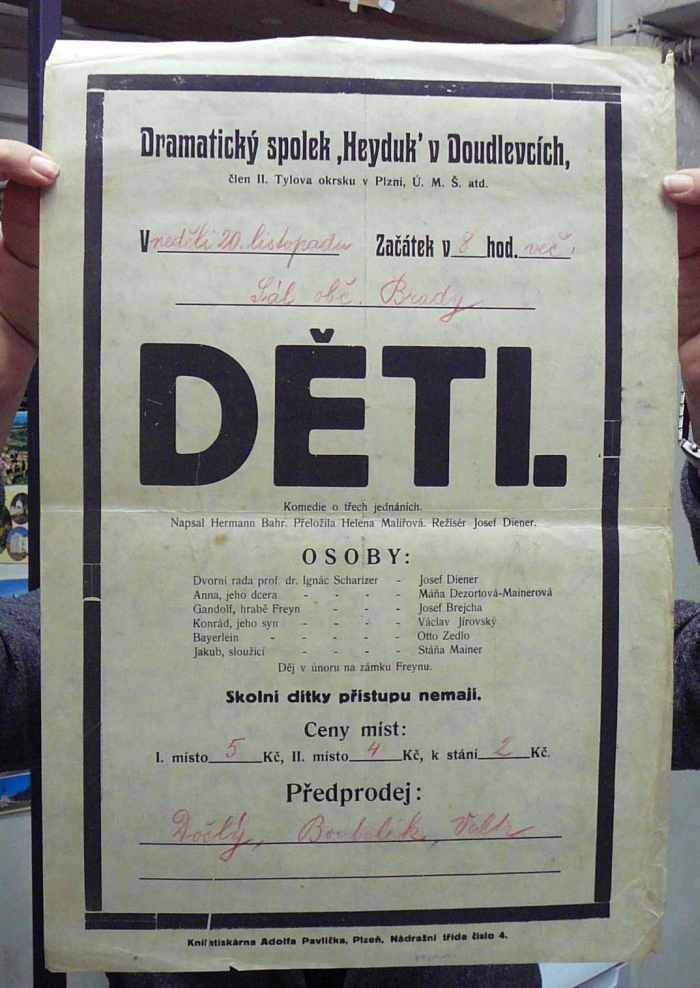 Dramatický spolek ‚Heyduk' v Doudlevcích,
člen II. Tylova okrsku v Plzni, Ú. M. Š. atd.
V neděli 20. listopadu Začátek v 8 hod. več.
Sál obč. Brady
DĚTI.
Komedie o třech jednáních.
Napsal Hermann Bahr. Přeložila Helena Malířová. Režisér Josef Diener.
OSOBY:
Dvorní rada prof. dr. Ignác Scharizer - Josef Diener
Anna, jeho dcera - - - - Máňa Dezortová-Mainerová
Gandolf, hrabě Freyn - - - Josef Brejcha
Konrád, jeho syn - - - - Václav Jírovský
Bayerlein - - - - - Otto Zedlo
Jakub, sloužící - - - - Stáňa Mainer
Děj v únoru na zámku Freynu.
Skolní dítky přístupu nemají.
Ceny míst:
I. místo 5 Kč, II. místo 4 Kč, k stání 2 Kč.
Předprodej:
Knihtiskárna Adolfa Pavlíčka, Plzeň, Nádražní třída číslo 4.